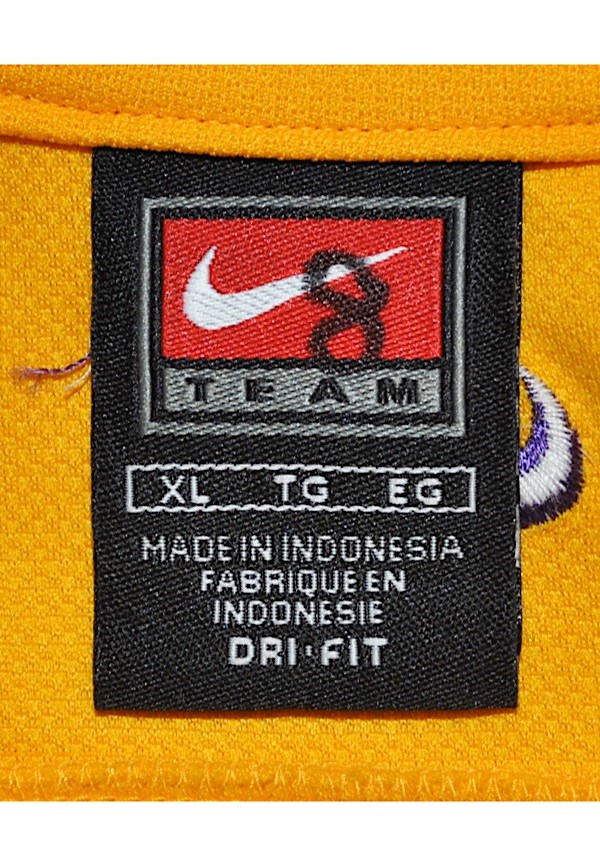 8
TEAM
XL TG EG
MADE IN INDONESIA
FABRIQUE EN
INDONESIE
DRI·FIT